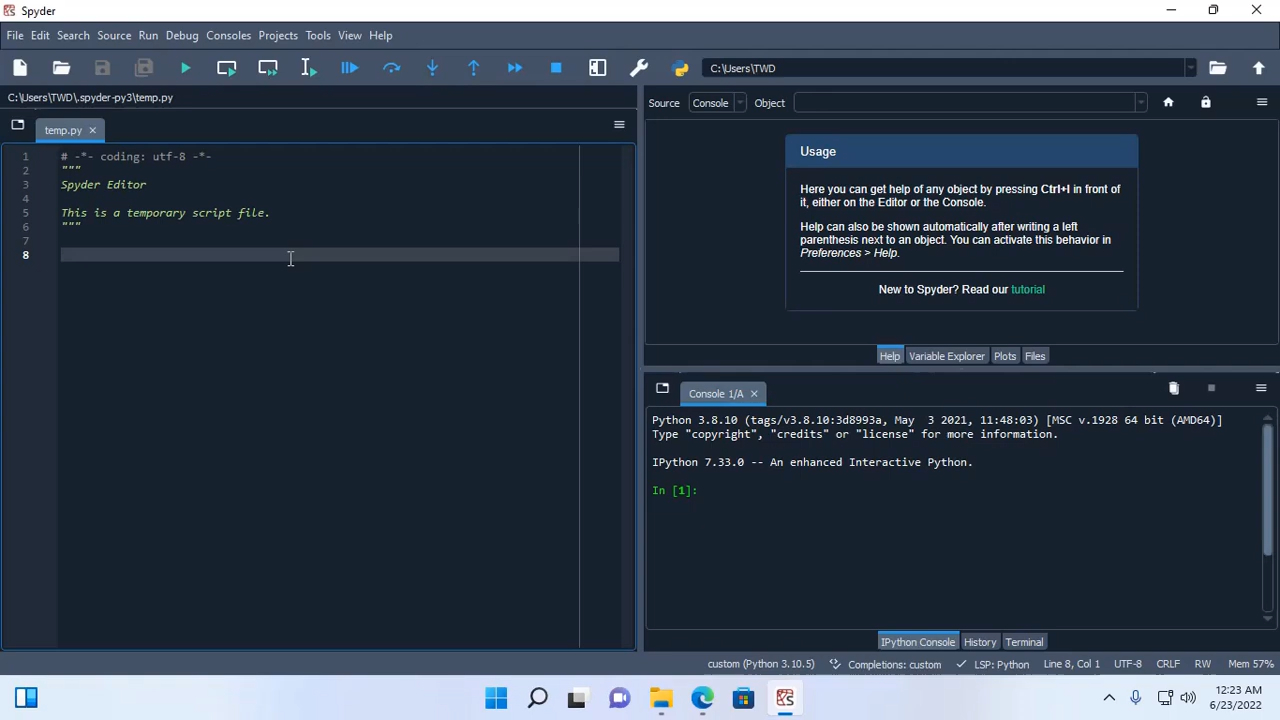 Spyder
File Edit Search Source Run Debug Consoles Projects Tools View Help
C:\Users\TWD
C:\Users\TWD\.spyder-py3\temp.py
temp.py
1 # -*- coding: utf-8 -*-
2 """
3 Spyder Editor
4
5 This is a temporary script file.
6 """
7
8
Source Console Object
Usage
Here you can get help of any object by pressing Ctrl+I in front of
it, either on the Editor or the Console.
Help can also be shown automatically after writing a left
parenthesis next to an object. You can activate this behavior in
Preferences > Help.
New to Spyder? Read our tutorial
Help Variable Explorer Plots Files
Console 1/A
Python 3.8.10 (tags/v3.8.10:3d8993a, May  3 2021, 11:48:03) [MSC v.1928 64 bit (AMD64)]
Type "copyright", "credits" or "license" for more information.
IPython 7.33.0 -- An enhanced Interactive Python.
In [1]:
IPython Console History Terminal
custom (Python 3.10.5) Completions: custom LSP: Python Line 8, Col 1 UTF-8 CRLF RW Mem 57%
12:23 AM
6/23/2022